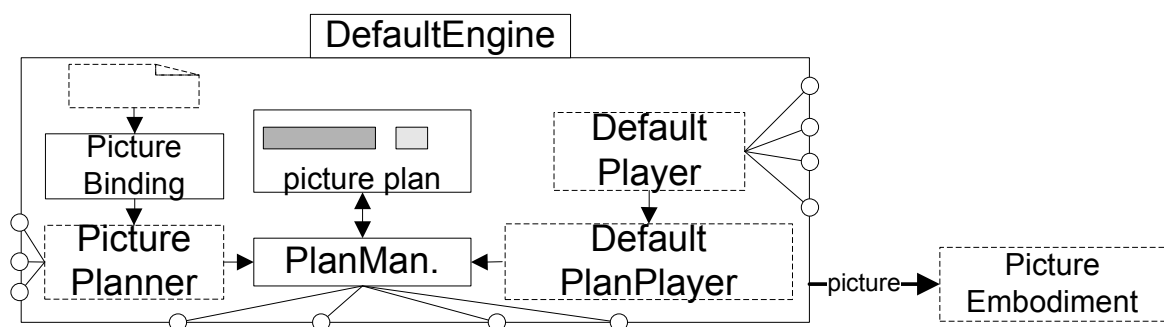 DefaultEngine
Picture
Binding
picture plan
Default
Player
Picture
Planner
PlanMan.
Default
PlanPlayer
picture
Picture
Embodiment